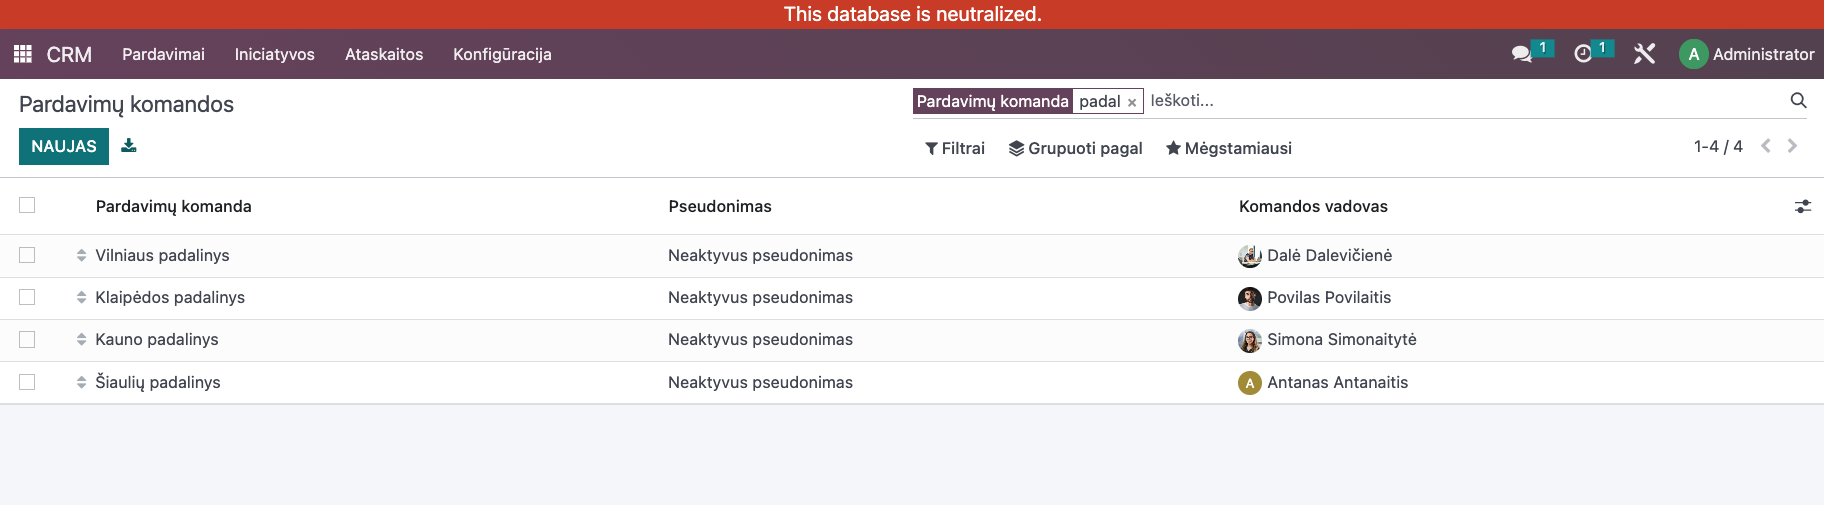 This database is neutralized.
CRM Pardavimai Iniciatyvos Ataskaitos Konfigūracija 1 1 A Administrator
Pardavimų komandos
Pardavimų komanda padal × Ieškoti...
NAUJAS
Filtrai Grupuoti pagal Mėgstamiausi 1-4 / 4
Pardavimų komanda Pseudonimas Komandos vadovas
Vilniaus padalinys Neaktyvus pseudonimas Dalė Dalevičienė
Klaipėdos padalinys Neaktyvus pseudonimas Povilas Povilaitis
Kauno padalinys Neaktyvus pseudonimas Simona Simonaitytė
Šiaulių padalinys Neaktyvus pseudonimas A Antanas Antanaitis